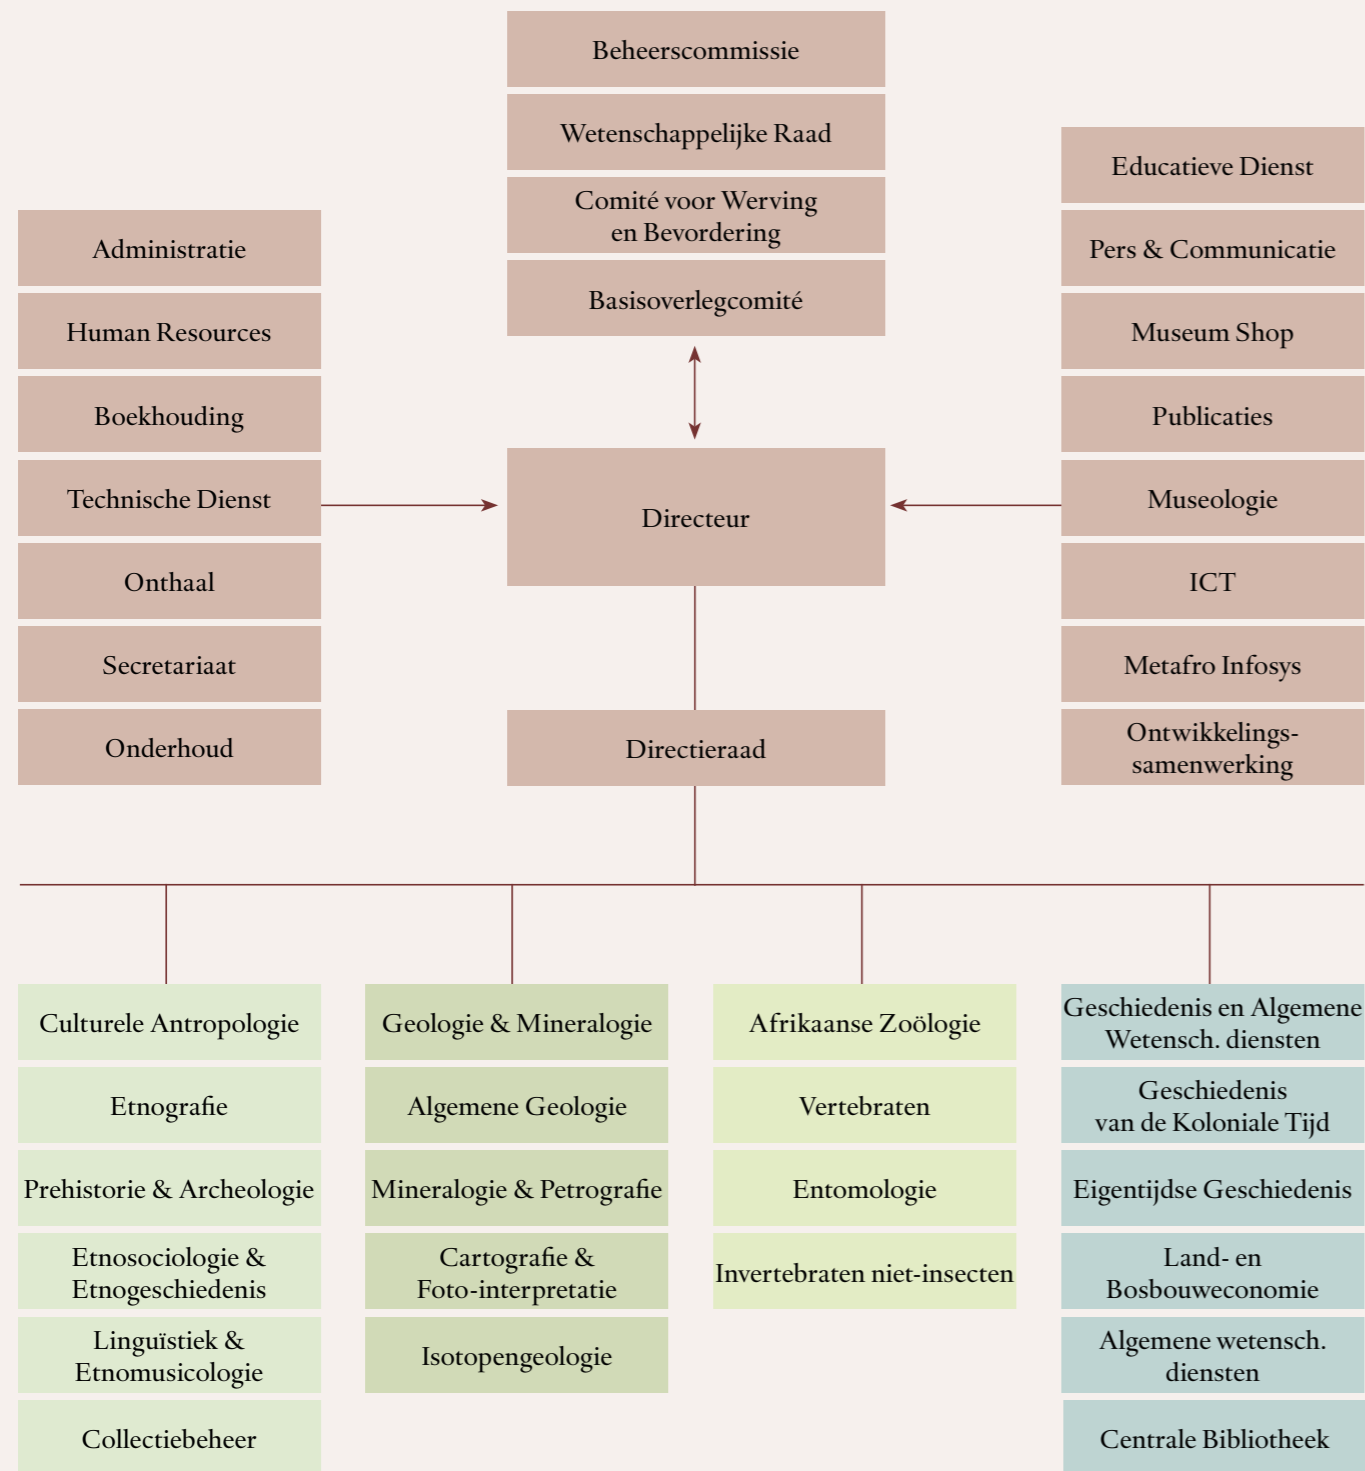 Beheerscommissie
Wetenschappelijke Raad
Comité voor Werving
en Bevordering
Basisoverlegcomité
Administratie
Human Resources
Boekhouding
Technische Dienst
Onthaal
Secretariaat
Onderhoud
Directeur
Directieraad
Educatieve Dienst
Pers & Communicatie
Museum Shop
Publicaties
Museologie
ICT
Metafro Infosys
Ontwikkelings-
samenwerking
Culturele Antropologie
Etnografie
Prehistorie & Archeologie
Etnosociologie &
Etnogeschiedenis
Linguïstiek &
Etnomusicologie
Collectiebeheer
Geologie & Mineralogie
Algemene Geologie
Mineralogie & Petrografie
Cartografie &
Foto-interpretatie
Isotopengeologie
Afrikaanse Zoölogie
Vertebraten
Entomologie
Invertebraten niet-insecten
Geschiedenis en Algemene
Wetensch. diensten
Geschiedenis
van de Koloniale Tijd
Eigentijdse Geschiedenis
Land- en
Bosbouweconomie
Algemene wetensch.
diensten
Centrale Bibliotheek